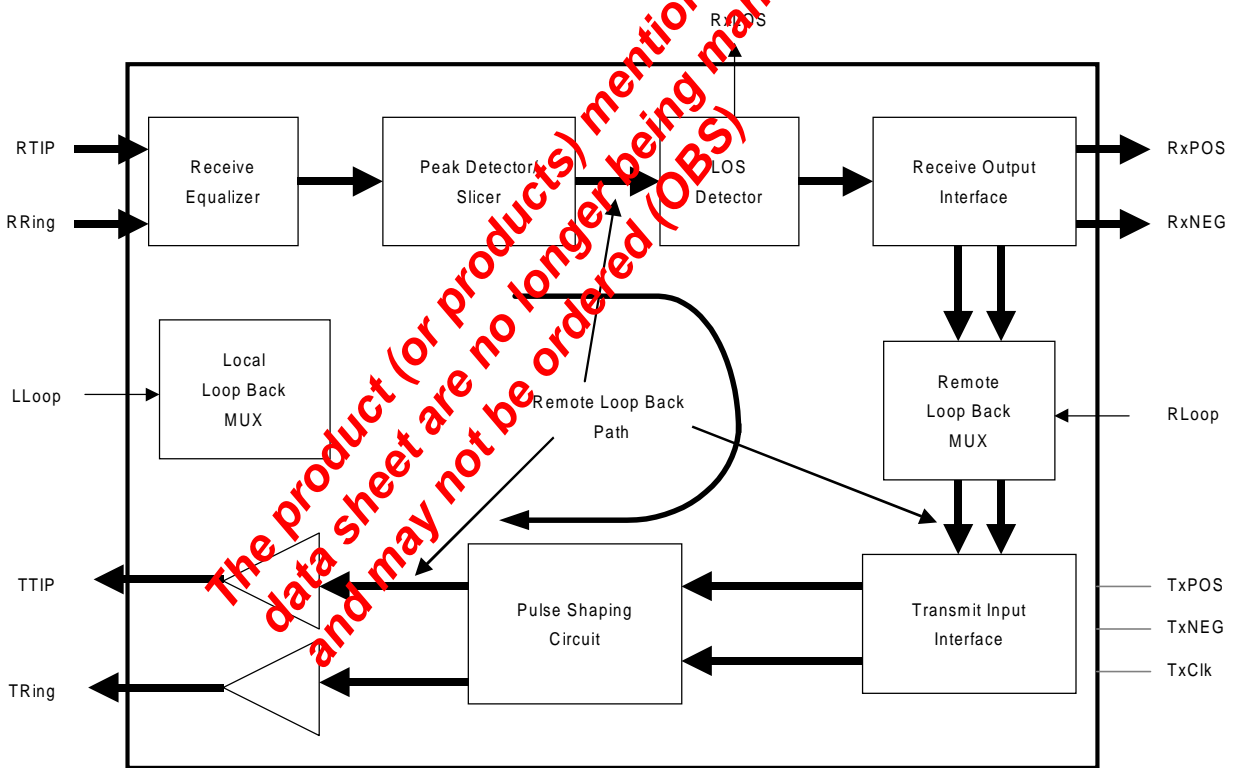 RxLOS
RTIP
RRing
Receive
Equalizer
Peak Detector/
Slicer
LOS
Detector
Receive Output
Interface
RxPOS
RxNEG
LLoop
Local
Loop Back
MUX
Remote Loop Back
Path
Remote
Loop Back
MUX
RLoop
TTIP
TRing
Pulse Shaping
Circuit
Transmit Input
Interface
TxPOS
TxNEG
TxClk
The product (or products) mention
data sheet are no longer being man
and may not be ordered (OBS)